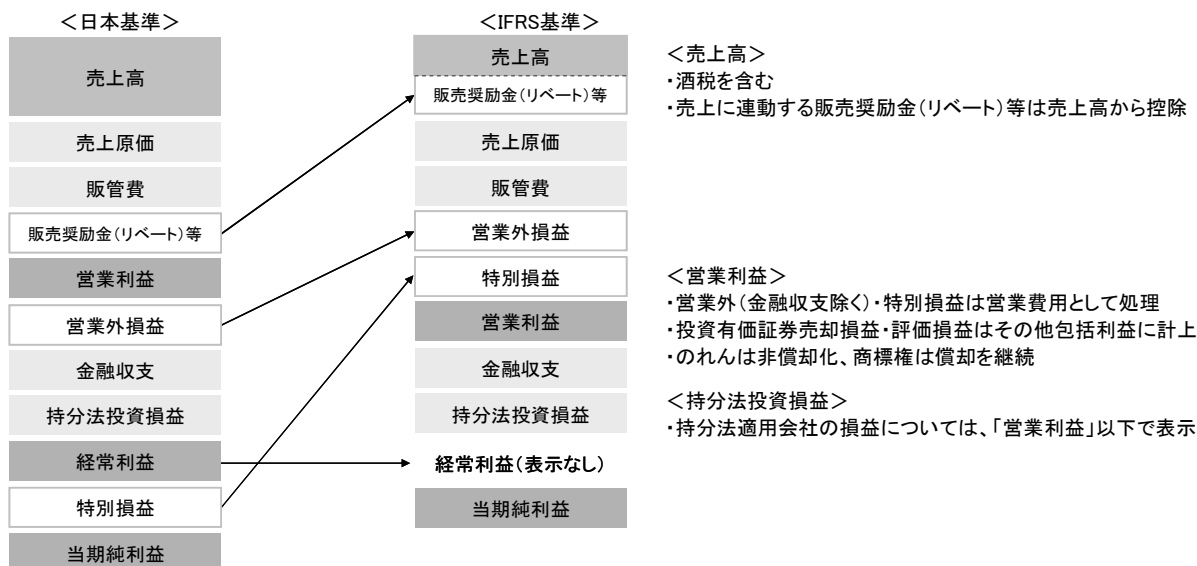 ＜日本基準＞
売上高
売上原価
販管費
販売奨励金（リベート）等
営業利益
営業外損益
金融収支
持分法投資損益
経常利益
特別損益
当期純利益
＜IFRS基準＞
売上高
販売奨励金（リベート）等
売上原価
販管費
営業外損益
特別損益
営業利益
金融収支
持分法投資損益
経常利益（表示なし）
当期純利益
＜売上高＞
・酒税を含む
・売上に連動する販売奨励金（リベート）等は売上高から控除
＜営業利益＞
・営業外（金融収支除く）・特別損益は営業費用として処理
・投資有価証券売却損益・評価損益はその他包括利益に計上
・のれんは非償却化、商標権は償却を継続
＜持分法投資損益＞
・持分法適用会社の損益については、「営業利益」以下で表示